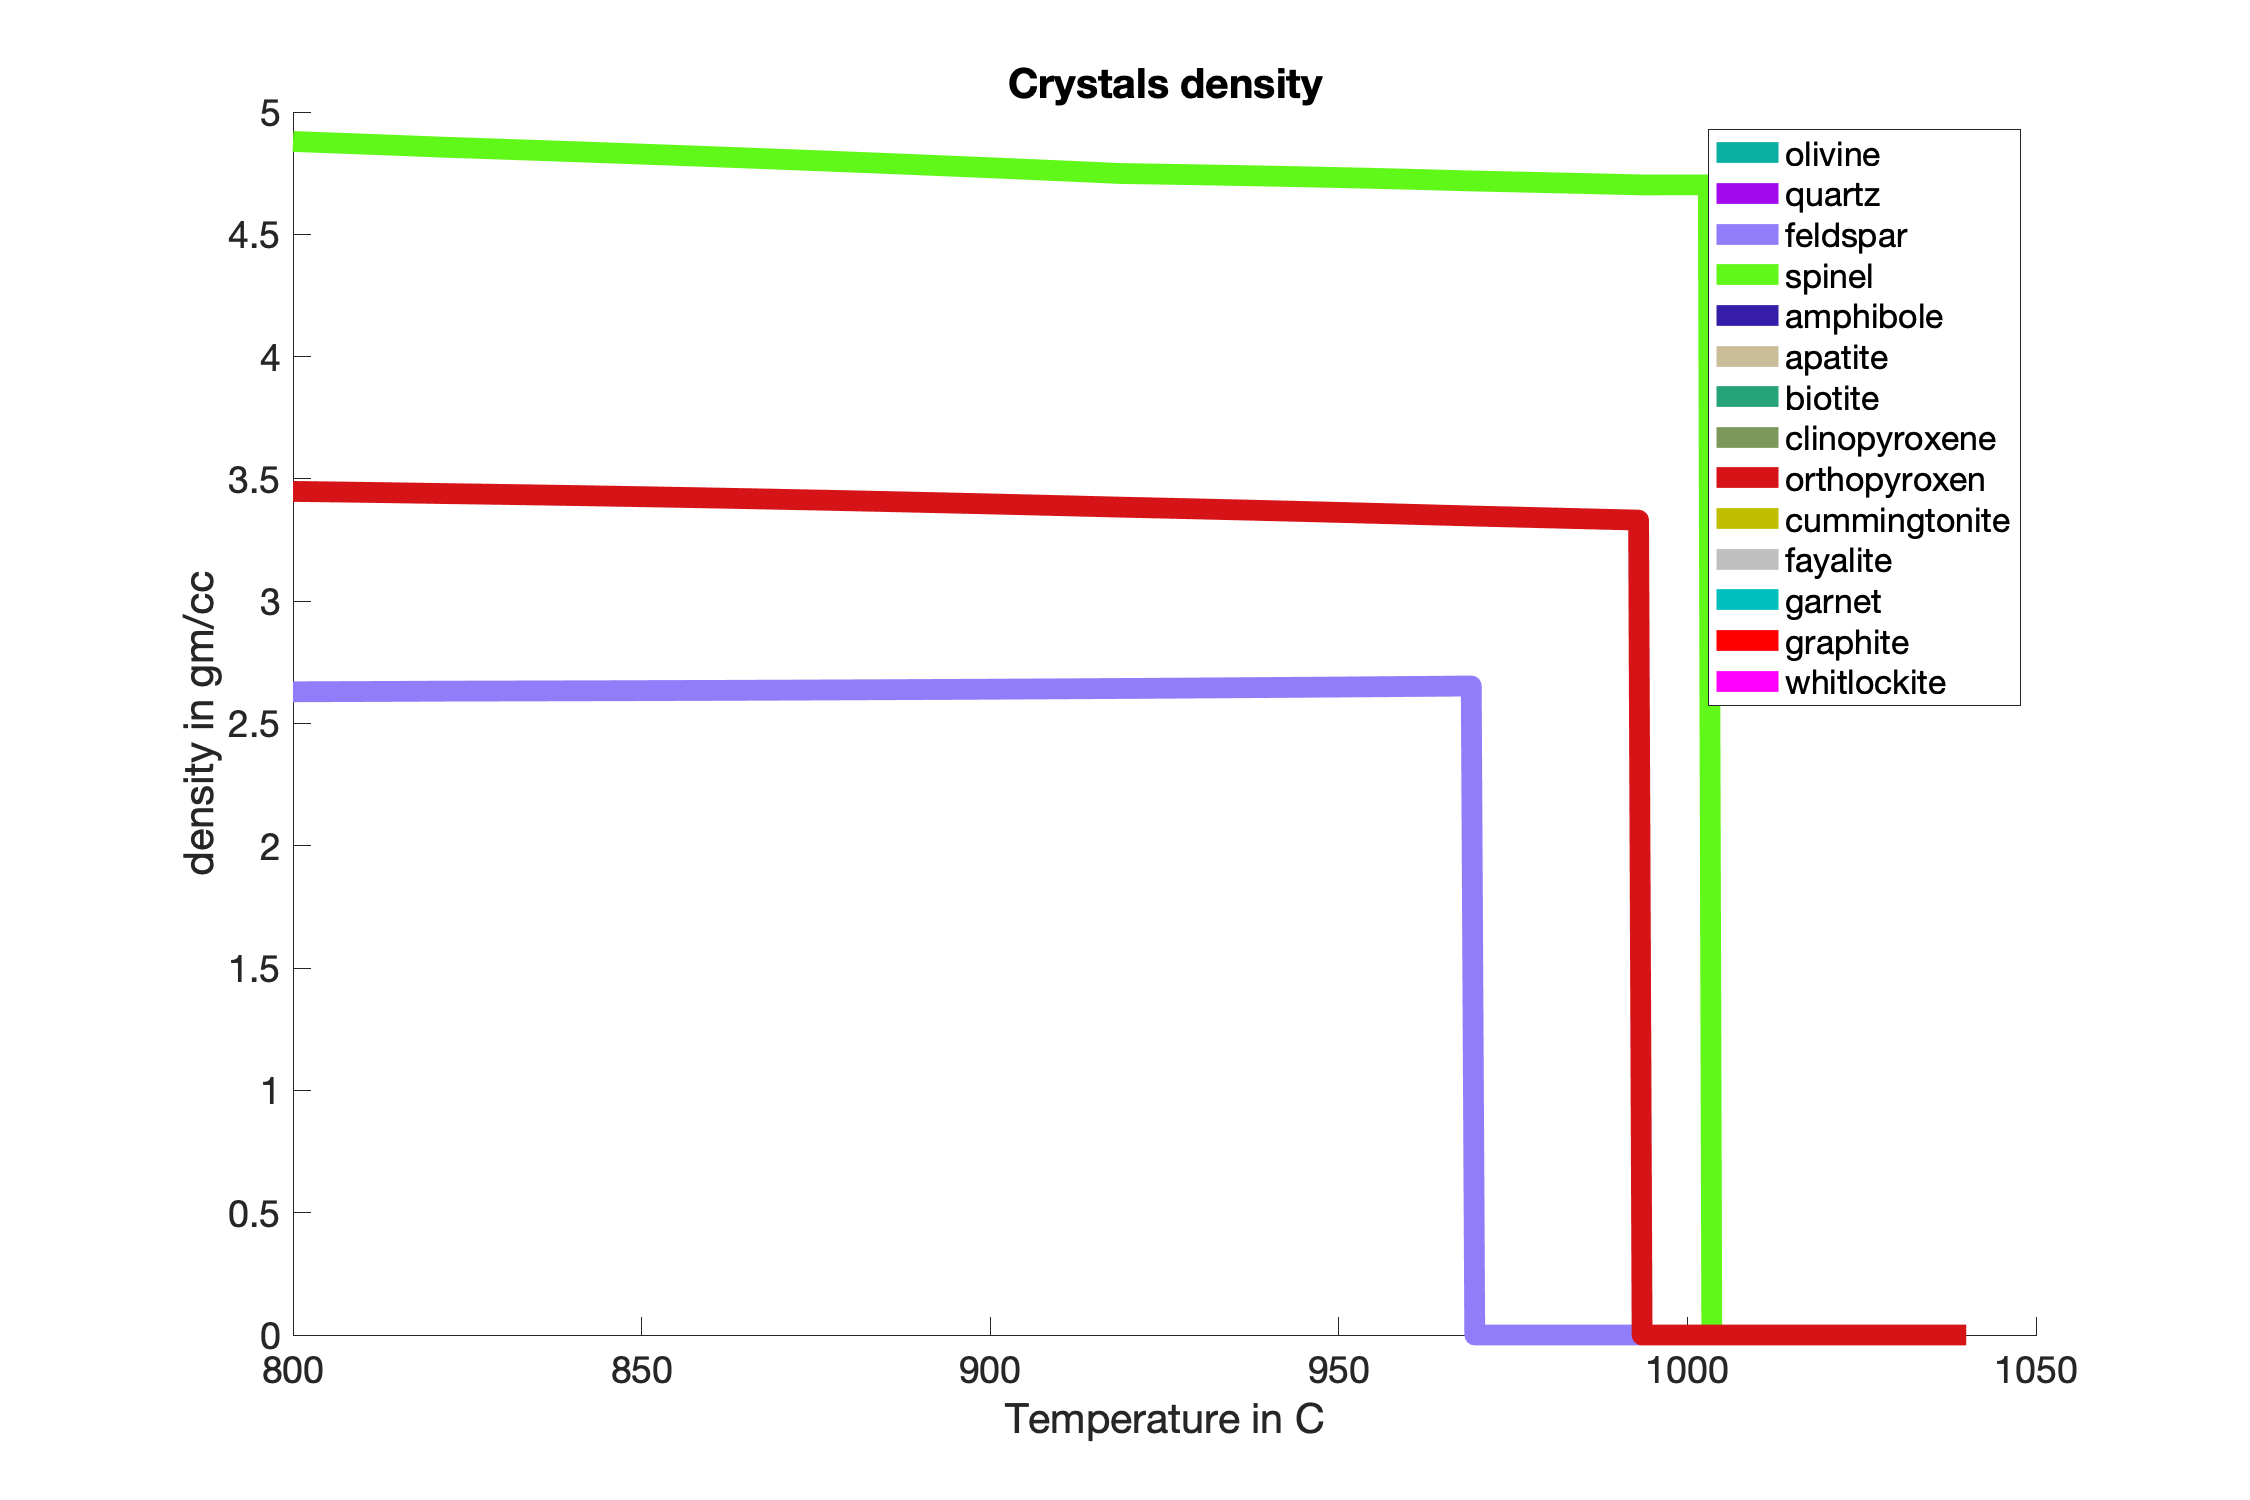 Crystals density
5
4.5
4
3.5
3
2.5
2
1.5
1
0.5
0
density in gm/cc
800
850
900
950
1000
1050
Temperature in C
olivine
quartz
feldspar
spinel
amphibole
apatite
biotite
clinopyroxene
orthopyroxen
cummingtonite
fayalite
garnet
graphite
whitlockite